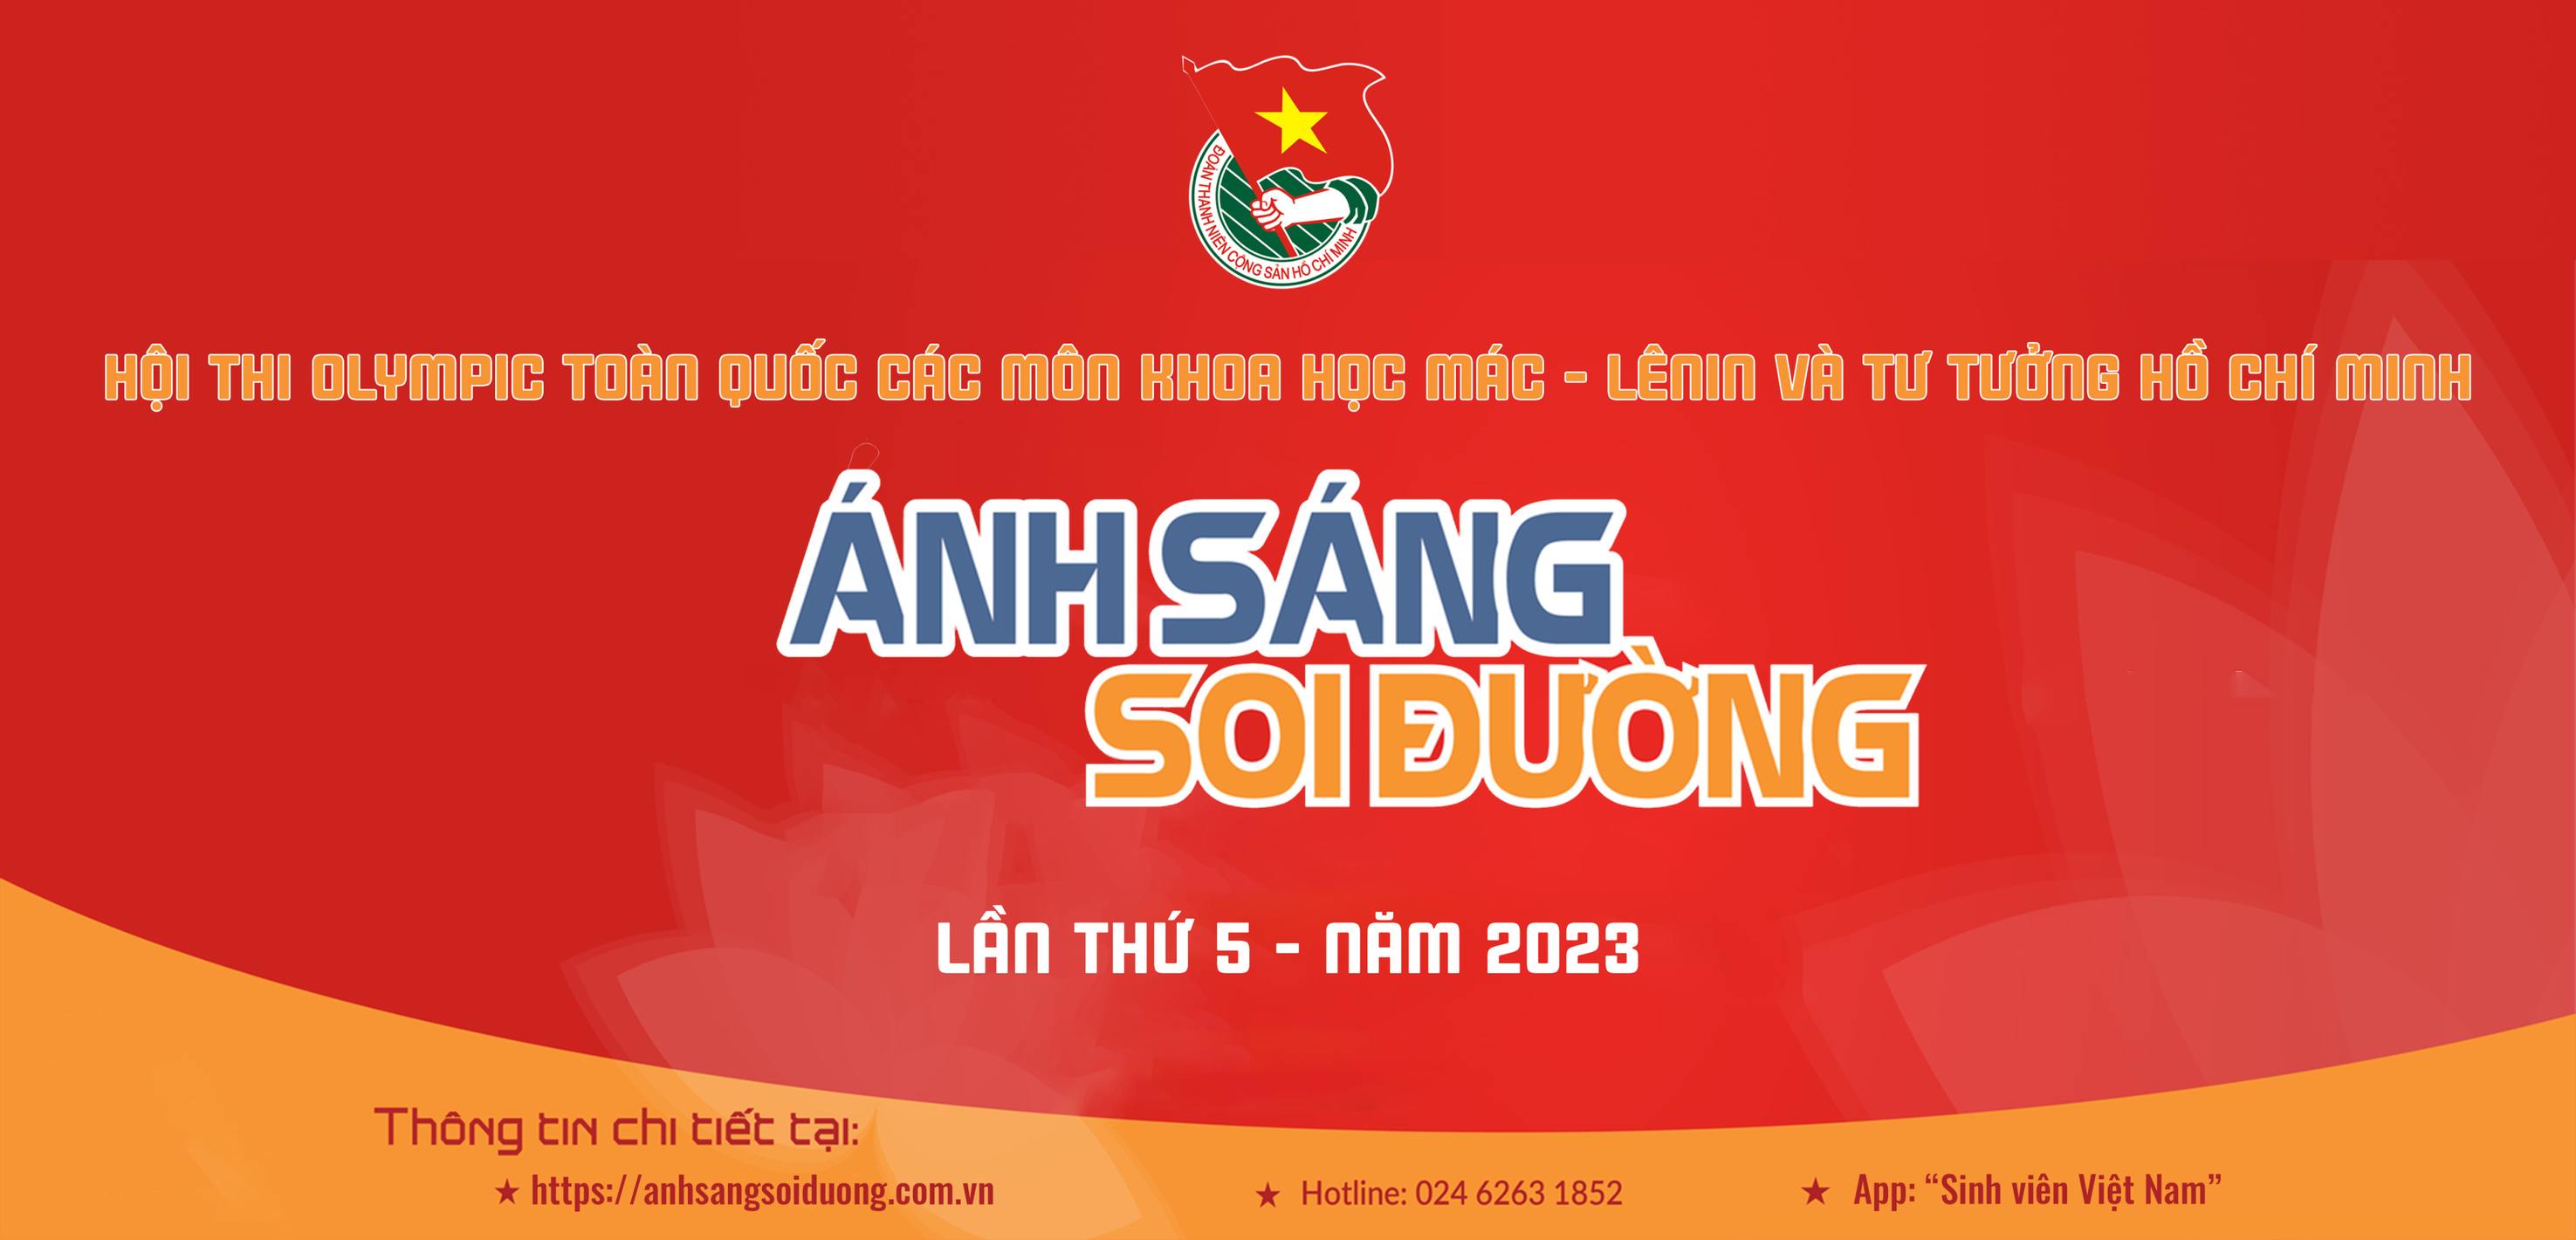 ĐOÀN THANH NIÊN CỘNG SẢN HỒ CHÍ MINH
HỘI THI OLYMPIC TOÀN QUỐC CÁC MÔN KHOA HỌC MÁC - LÊNIN VÀ TƯ TƯỞNG HỒ CHÍ MINH
ÁNH SÁNG
SOI ĐƯỜNG
LẦN THỨ 5 - NĂM 2023
Thông tin chi tiết tại:
★ https://anhsangsoiduong.com.vn
★ Hotline: 024 6263 1852
★ App: “Sinh viên Việt Nam”